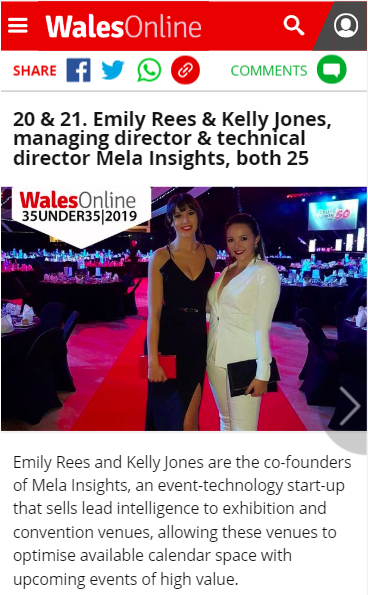 WalesOnline
SHARE
COMMENTS
20 & 21. Emily Rees & Kelly Jones,
managing director & technical
director Mela Insights, both 25
WalesOnline
35UNDER35|2019
50
Emily Rees and Kelly Jones are the co-founders
of Mela Insights, an event-technology start-up
that sells lead intelligence to exhibition and
convention venues, allowing these venues to
optimise available calendar space with
upcoming events of high value.